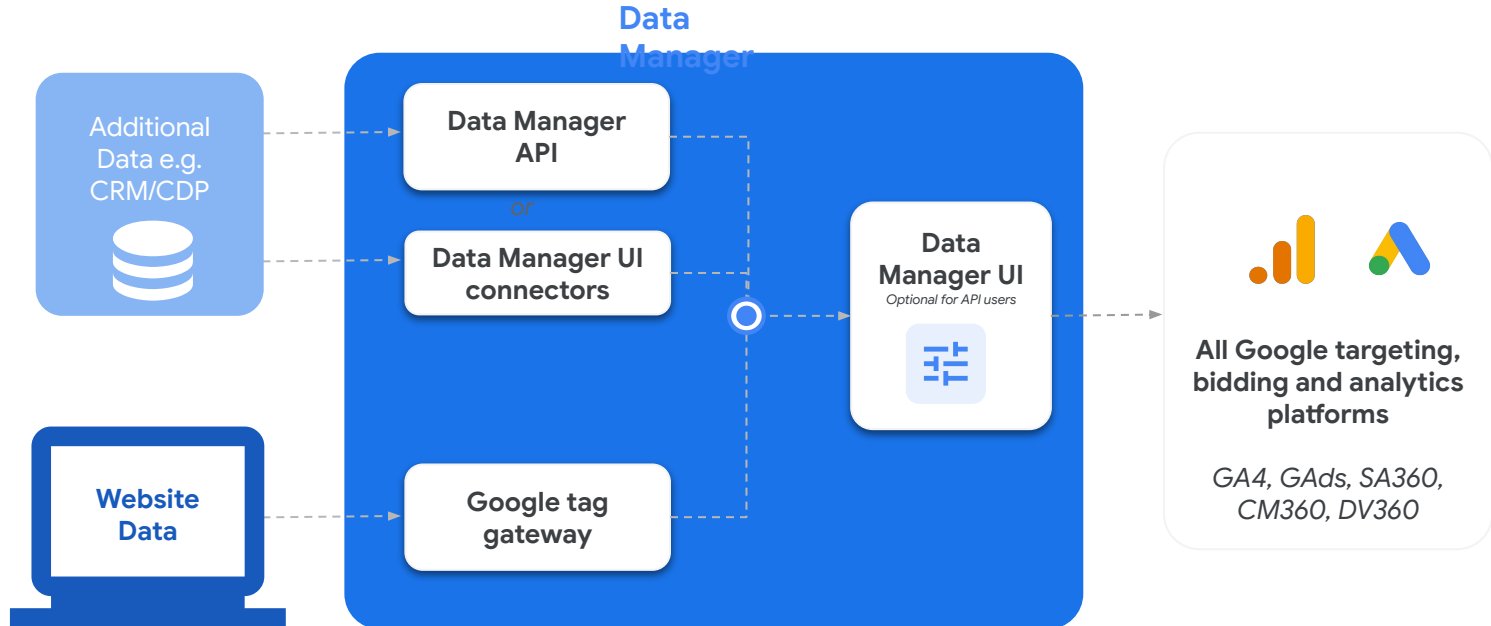 Data
Manager
Additional
Data e.g.
CRM/CDP
Data Manager
API
or
Data Manager UI
connectors
Data
Manager UI
Optional for API users
All Google targeting,
bidding and analytics
platforms
GA4, GAds, SA360,
CM360, DV360
Website
Data
Google tag
gateway